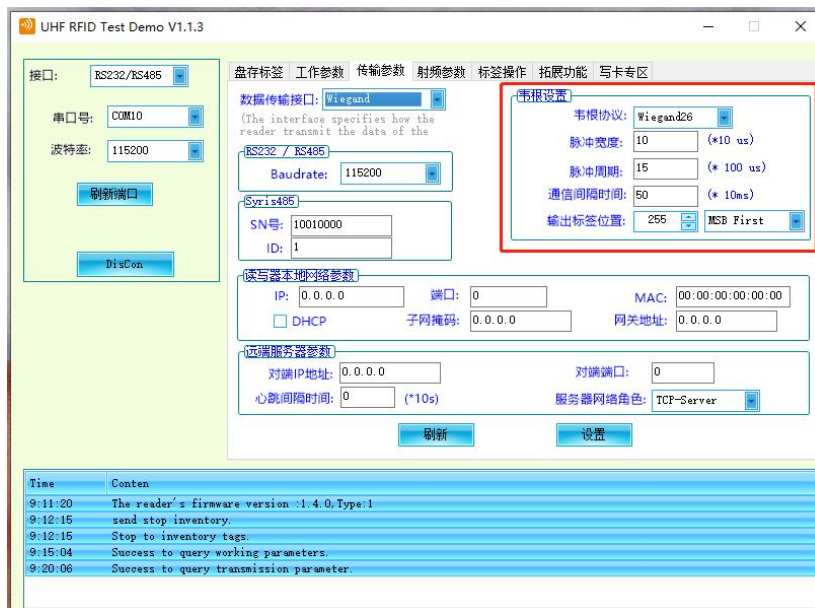 UHF RFID Test Demo V1.1.3
接口: RS232/RS485
串口号: COM10
波特率: 115200
刷新端口
DisCon
盘存标签 工作参数 传输参数 射频参数 标签操作 拓展功能 写卡专区
数据传输接口: Wiegand
(The interface specifies how the
reader transmit the data of the
RS232 / RS485
Baudrate: 115200
Syris485
SN号: 10010000
ID: 1
韦根设置
韦根协议: Wiegand26
脉冲宽度: 10 (*10 us)
脉冲周期: 15 (* 100 us)
通信间隔时间: 50 (* 10ms)
输出标签位置: 255 MSB First
读写器本地网络参数
IP: 0.0.0.0 端口: 0 MAC: 00:00:00:00:00:00
DHCP 子网掩码: 0.0.0.0 网关地址: 0.0.0.0
远端服务器参数
对端IP地址: 0.0.0.0 对端端口: 0
心跳间隔时间: 0 (*10s) 服务器网络角色: TCP-Server
刷新 设置
Time Conten
9:11:20 The reader's firmware version :1.4.0,Type:1
9:12:15 send stop inventory.
9:12:15 Stop to inventory tags.
9:15:04 Success to query working parameters.
9:20:06 Success to query transmission parameter.